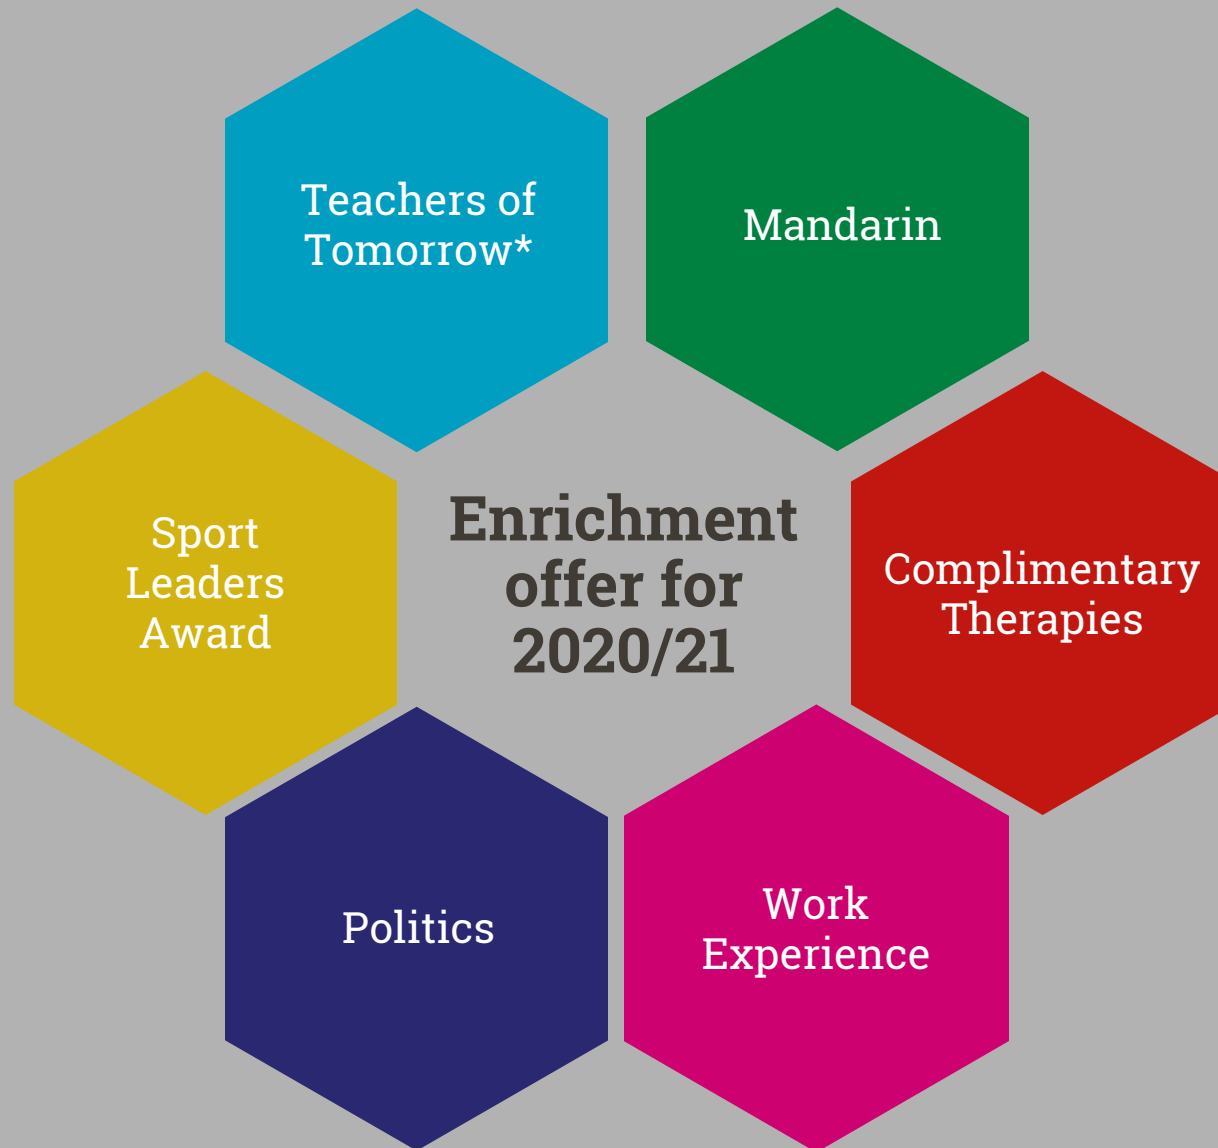 Teachers of
Tomorrow*
Mandarin
Sport
Leaders
Award
Enrichment
offer for
2020/21
Complimentary
Therapies
Politics
Work
Experience